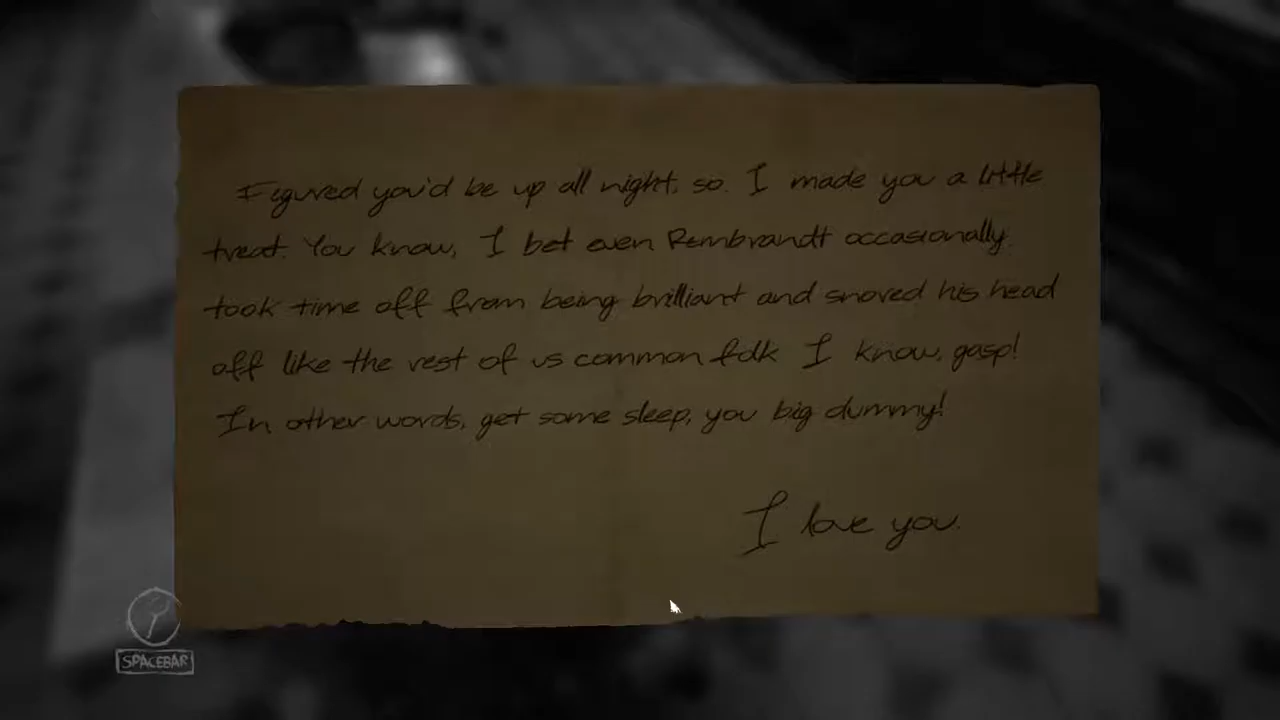 Figured you'd be up all night, so I made you a little
treat. You know, I bet even Rembrandt occasionally
took time off from being brilliant and snored his head
off like the rest of us common folk I know, gasp!
In other words, get some sleep, you big dummy!
I love you.
SPACEBAR